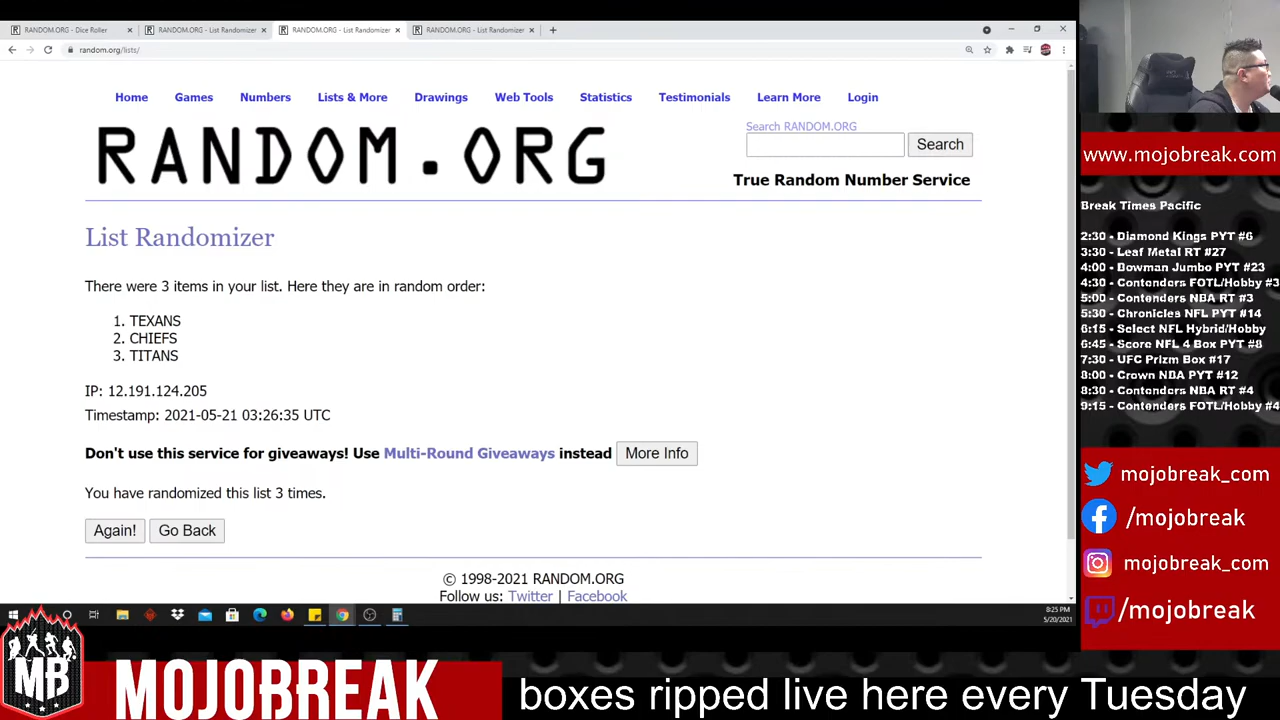 RANDOM.ORG - Dice Roller
RANDOM.ORG - List Randomizer
RANDOM.ORG - List Randomizer
RANDOM.ORG - List Randomizer
random.org/lists/
Home Games Numbers Lists & More Drawings Web Tools Statistics Testimonials Learn More Login
RANDOM.ORG
Search RANDOM.ORG
Search
True Random Number Service
List Randomizer
There were 3 items in your list. Here they are in random order:
1. TEXANS
2. CHIEFS
3. TITANS
IP: 12.191.124.205
Timestamp: 2021-05-21 03:26:35 UTC
Don't use this service for giveaways! Use Multi-Round Giveaways instead More Info
You have randomized this list 3 times.
Again! Go Back
© 1998-2021 RANDOM.ORG
Follow us: Twitter | Facebook
8:25 PM
5/20/2021
www.mojobreak.com
Break Times Pacific
2:30 - Diamond Kings PYT #6
3:30 - Leaf Metal RT #27
4:00 - Bowman Jumbo PYT #23
4:30 - Contenders FOTL/Hobby #3
5:00 - Contenders NBA RT #3
5:30 - Chronicles NFL PYT #14
6:15 - Select NFL Hybrid/Hobby
6:45 - Score NFL 4 Box PYT #8
7:30 - UFC Prizm Box #17
8:00 - Crown NBA PYT #12
8:30 - Contenders NBA RT #4
9:15 - Contenders FOTL/Hobby #4
mojobreak_com
/mojobreak
mojobreak_com
/mojobreak
MB
MOJOBREAK
boxes ripped live here every Tuesday